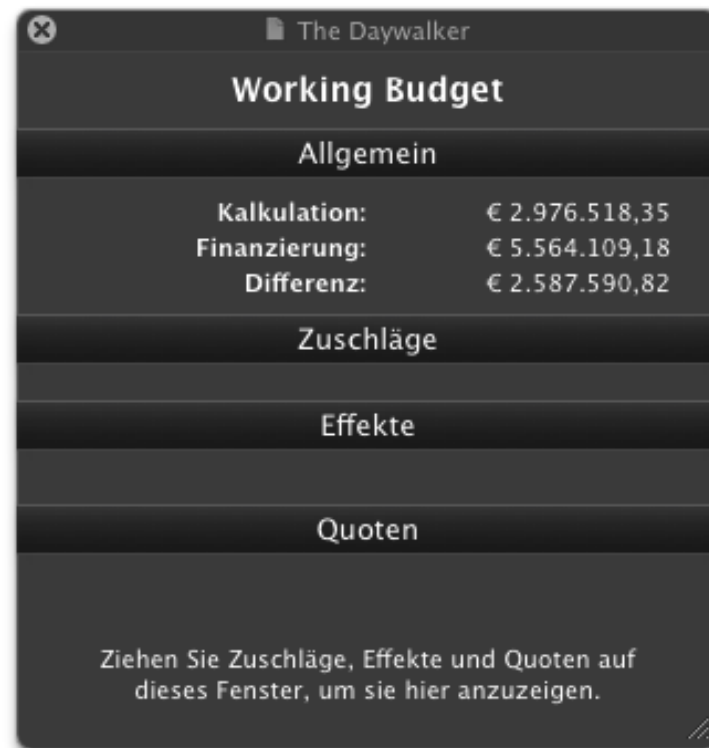 The Daywalker
Working Budget
Allgemein
Kalkulation: € 2.976.518,35
Finanzierung: € 5.564.109,18
Differenz: € 2.587.590,82
Zuschläge
Effekte
Quoten
Ziehen Sie Zuschläge, Effekte und Quoten auf
dieses Fenster, um sie hier anzuzeigen.